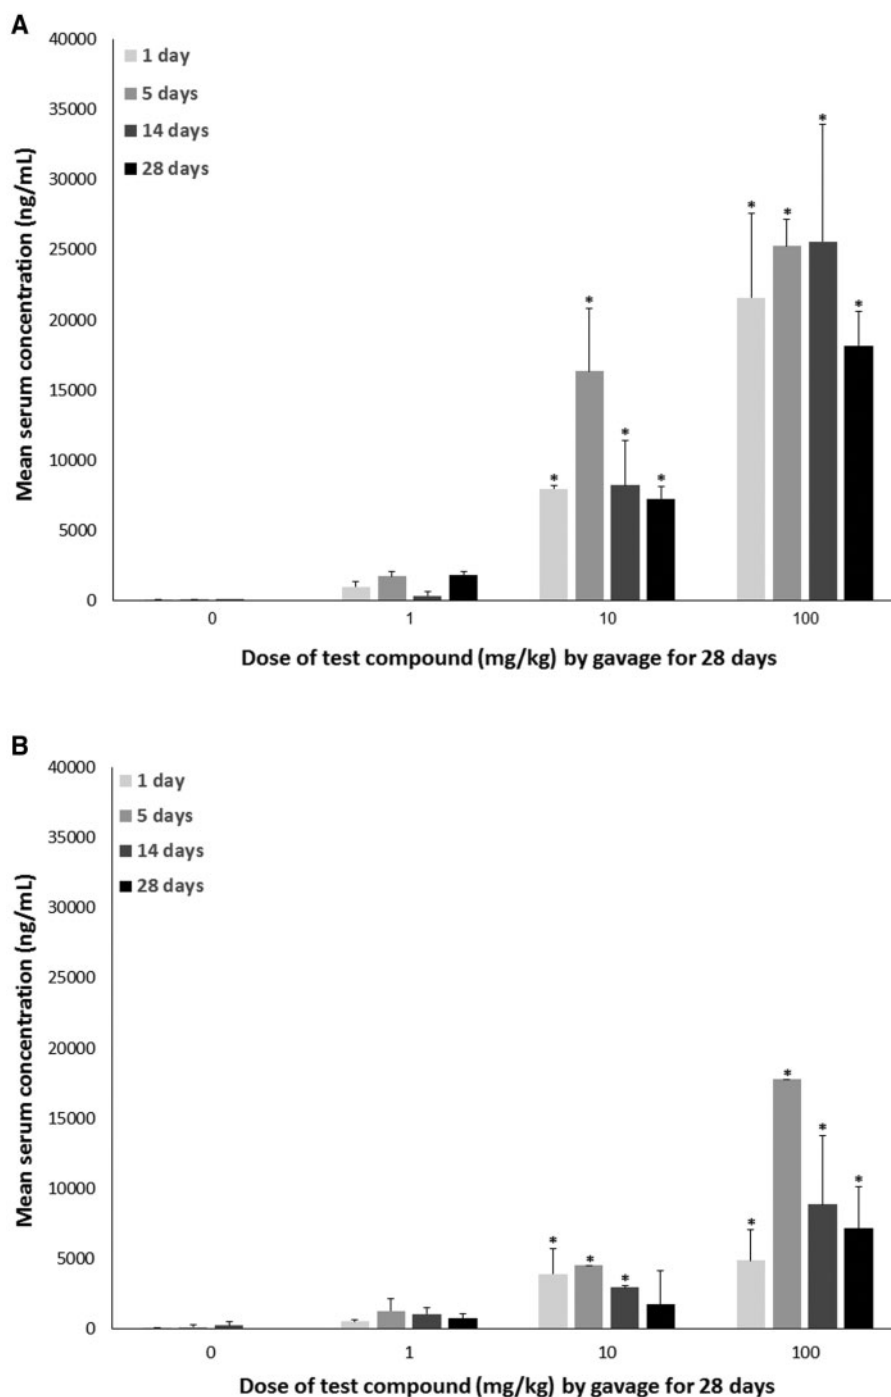 A
40000
35000
30000
25000
20000
15000
10000
5000
0
Mean serum concentration (ng/mL)
1 day
5 days
14 days
28 days
*
*
*
*
*
*
*
*
0
1
10
100
Dose of test compound (mg/kg) by gavage for 28 days
B
40000
35000
30000
25000
20000
15000
10000
5000
0
Mean serum concentration (ng/mL)
1 day
5 days
14 days
28 days
*
*
*
*
*
*
*
0
1
10
100
Dose of test compound (mg/kg) by gavage for 28 days